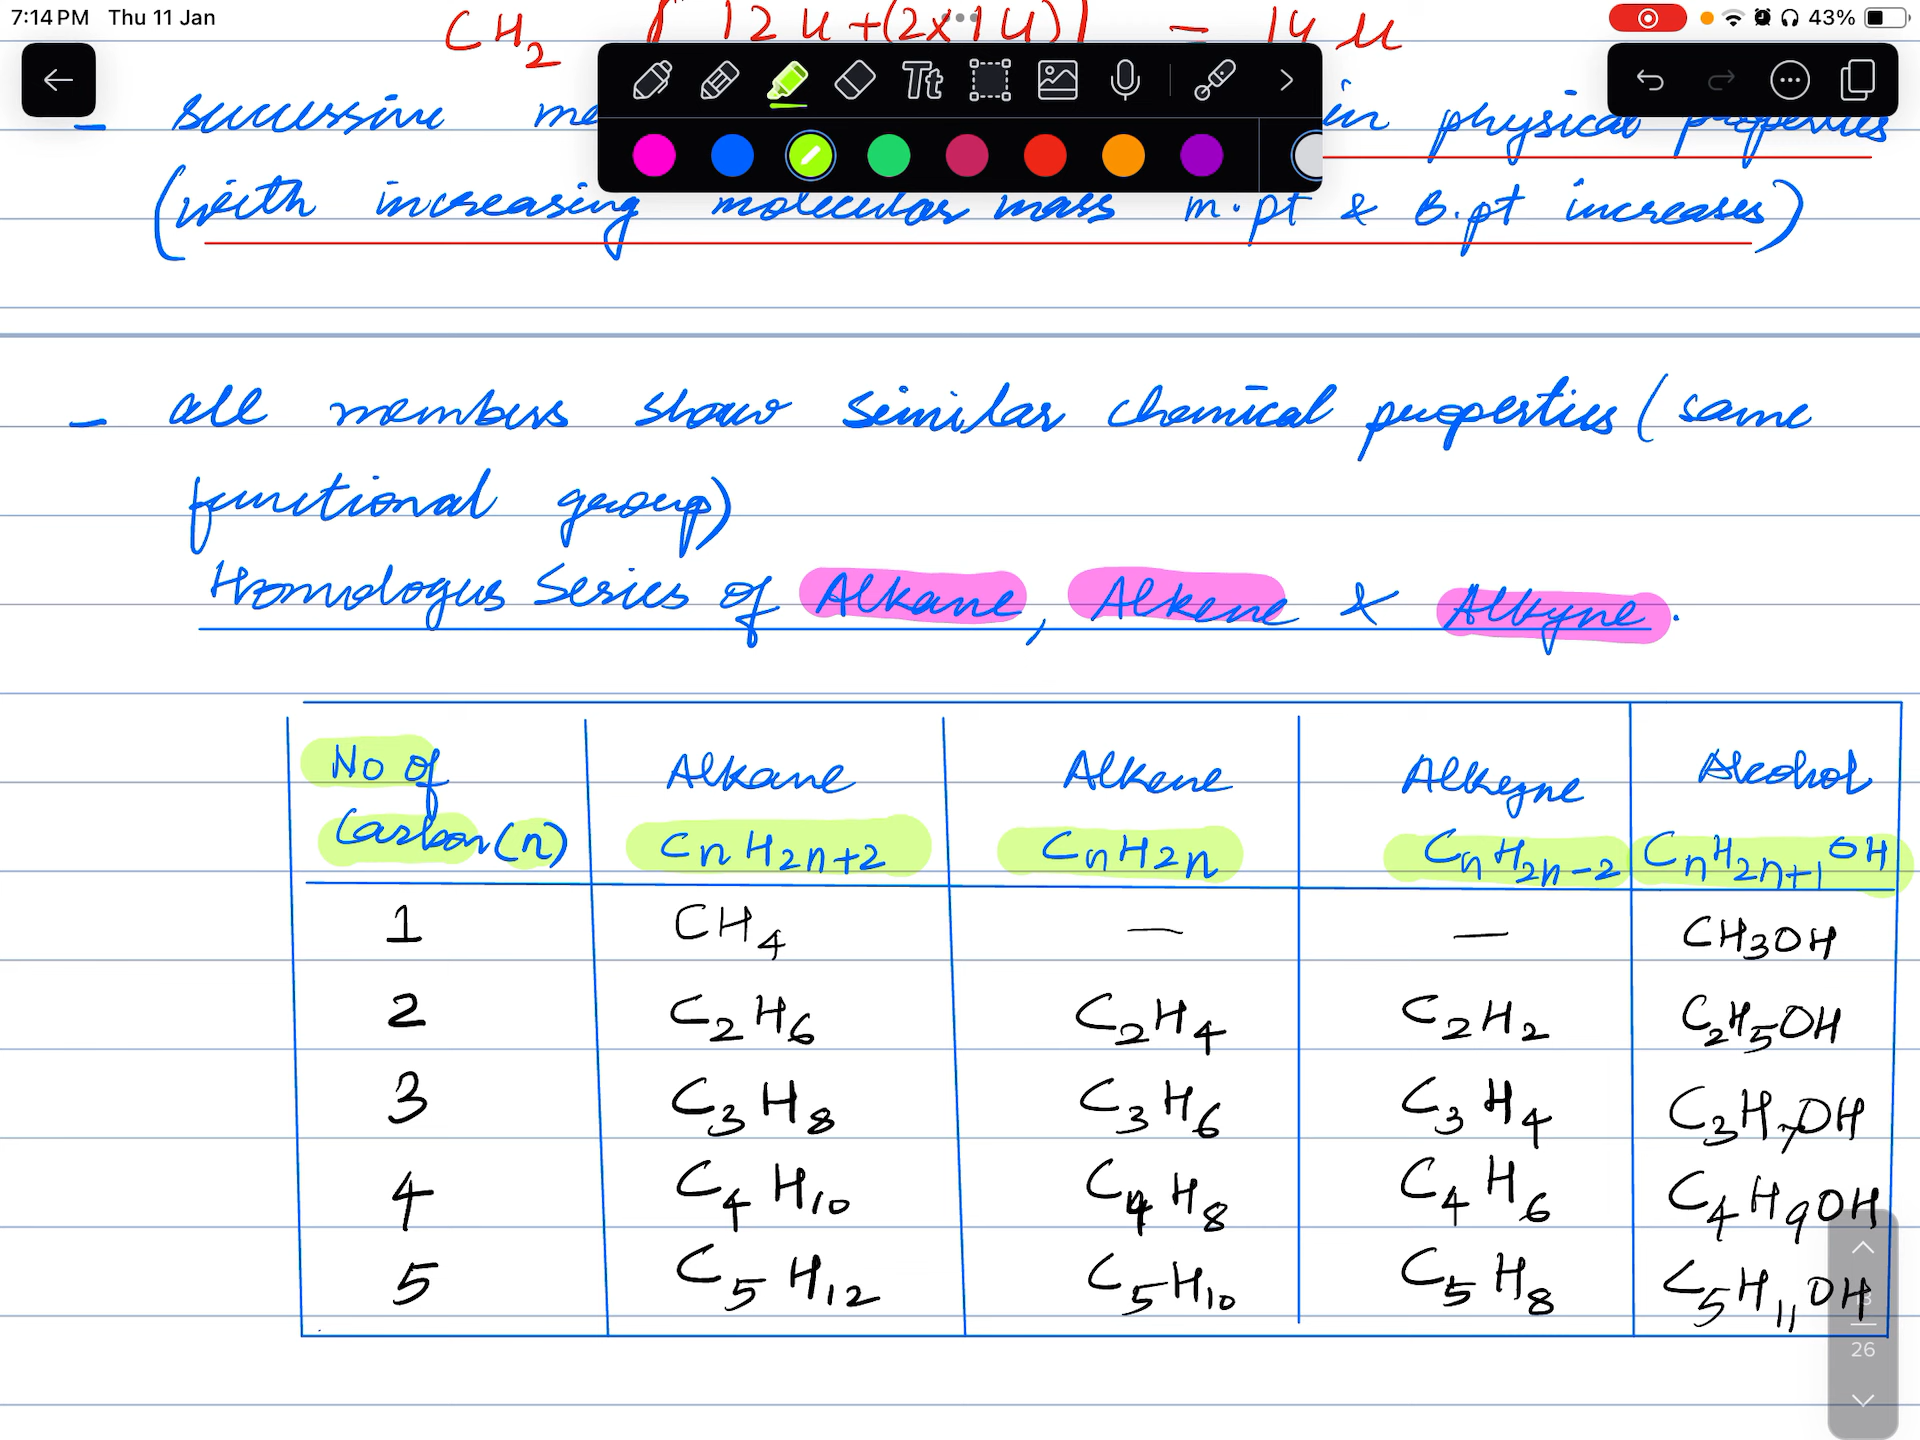 7:14 PM Thu 11 Jan 43%
CH2 12u+(2x1u) = 14 u
- successive in physical properties
(with increasing molecular mass m.pt & B.pt increases)
- all members show similar chemical properties (same
functional group)
Homologus Series of Alkane, Alkene & Alkyne.
No of Carbon(n) Alkane CnH2n+2 Alkene CnH2n Alkyne CnH2n-2 Alcohol CnH2n+1OH
1 CH4 — — CH3OH
2 C2H6 C2H4 C2H2 C2H5OH
3 C3H8 C3H6 C3H4 C3H7OH
4 C4H10 C4H8 C4H6 C4H9OH
5 C5H12 C5H10 C5H8 C5H11OH
26